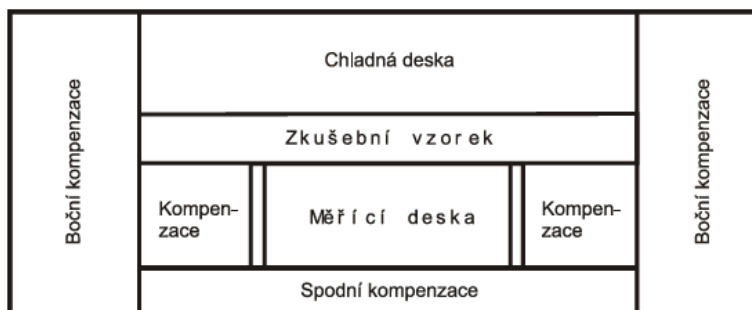 Chladná deska
Boční kompenzace
Zkušební vzorek
Boční kompenzace
Kompen-
zace
Měřící deska
Kompen-
zace
Spodní kompenzace